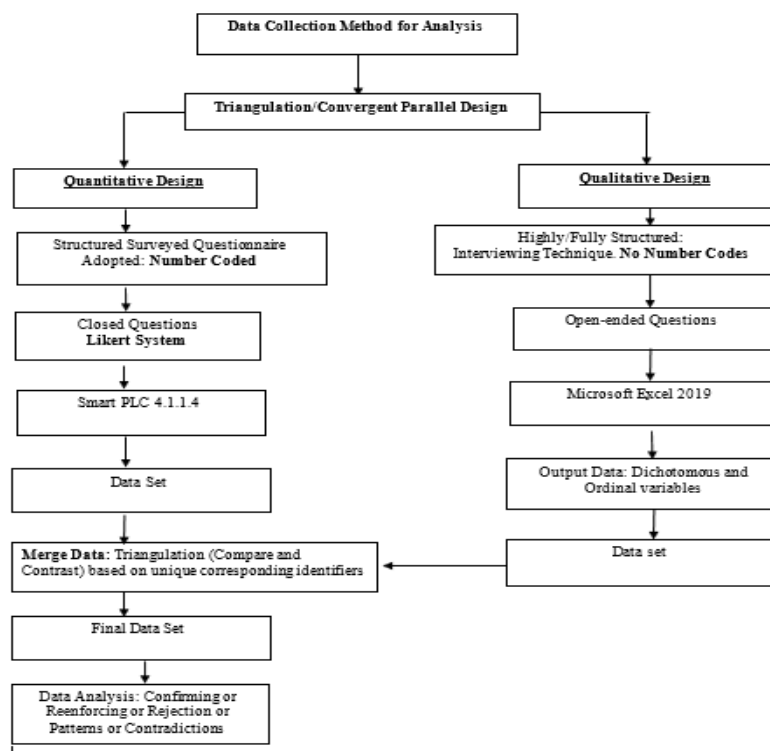 Data Collection Method for Analysis
Triangulation/Convergent Parallel Design
Quantitative Design
Structured Surveyed Questionnaire
Adopted: Number Coded
Closed Questions
Likert System
Smart PLC 4.1.1.4
Data Set
Merge Data: Triangulation (Compare and
Contrast) based on unique corresponding identifiers
Final Data Set
Data Analysis: Confirming or
Reenforcing or Rejection or
Patterns or Contradictions
Qualitative Design
Highly/Fully Structured:
Interviewing Technique. No Number Codes
Open-ended Questions
Microsoft Excel 2019
Output Data: Dichotomous and
Ordinal variables
Data set